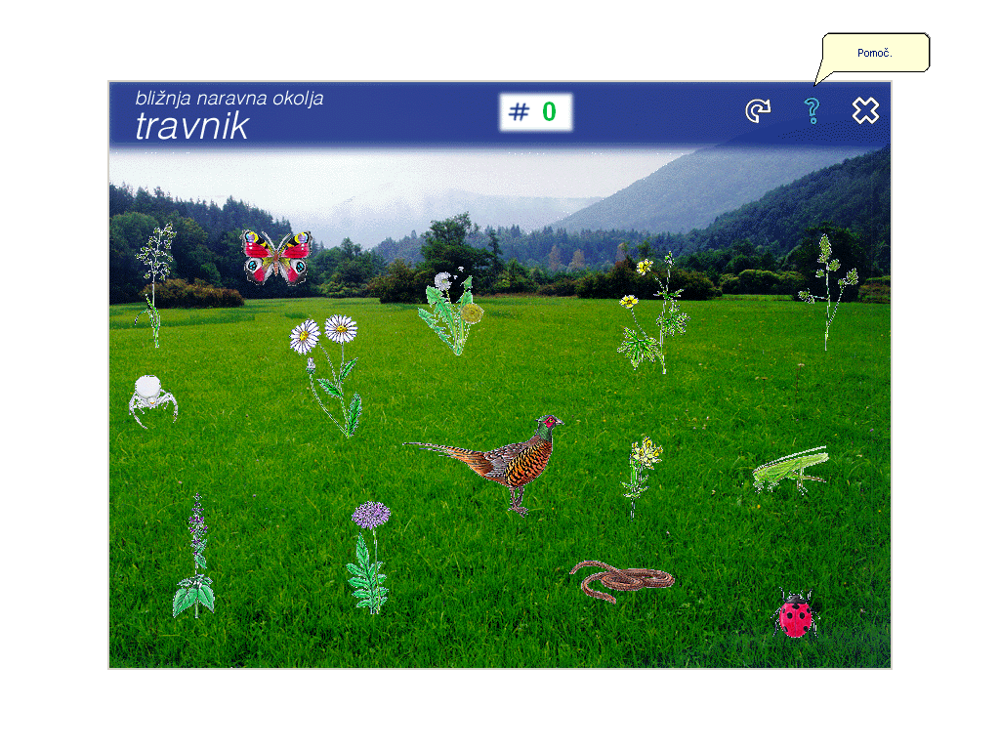 Pomoč.
bližnja naravna okolja
travnik
# 0
?